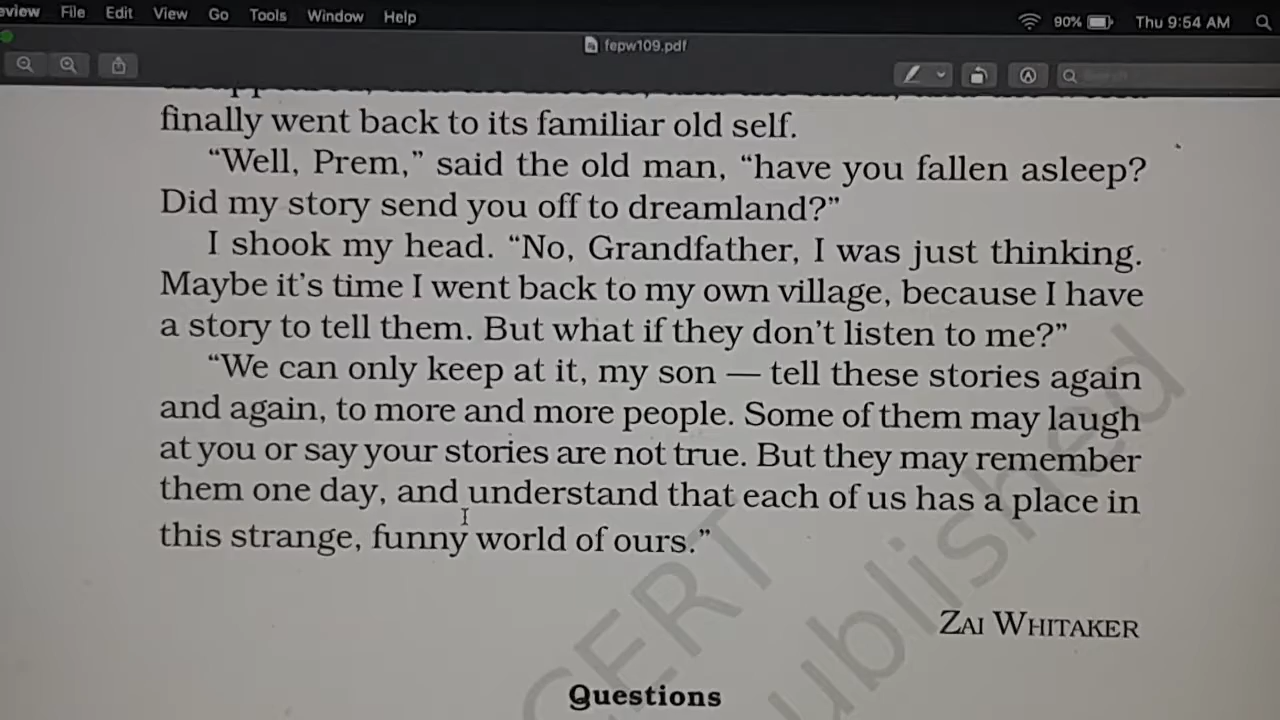 eview File Edit View Go Tools Window Help 90% Thu 9:54 AM
fepw109.pdf
Search
finally went back to its familiar old self.
“Well, Prem,” said the old man, “have you fallen asleep?
Did my story send you off to dreamland?”
I shook my head. “No, Grandfather, I was just thinking.
Maybe it’s time I went back to my own village, because I have
a story to tell them. But what if they don’t listen to me?”
“We can only keep at it, my son — tell these stories again
and again, to more and more people. Some of them may laugh
at you or say your stories are not true. But they may remember
them one day, and understand that each of us has a place in
this strange, funny world of ours.”
ZAI WHITAKER
CERT
ublished
Questions